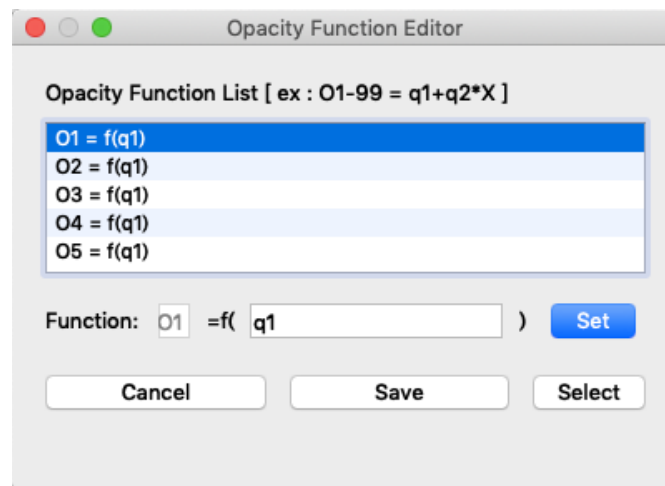 Opacity Function Editor
Opacity Function List [ ex : O1-99 = q1+q2*X ]
O1 = f(q1)
O2 = f(q1)
O3 = f(q1)
O4 = f(q1)
O5 = f(q1)
Function: O1 =f( q1 ) Set
Cancel Save Select